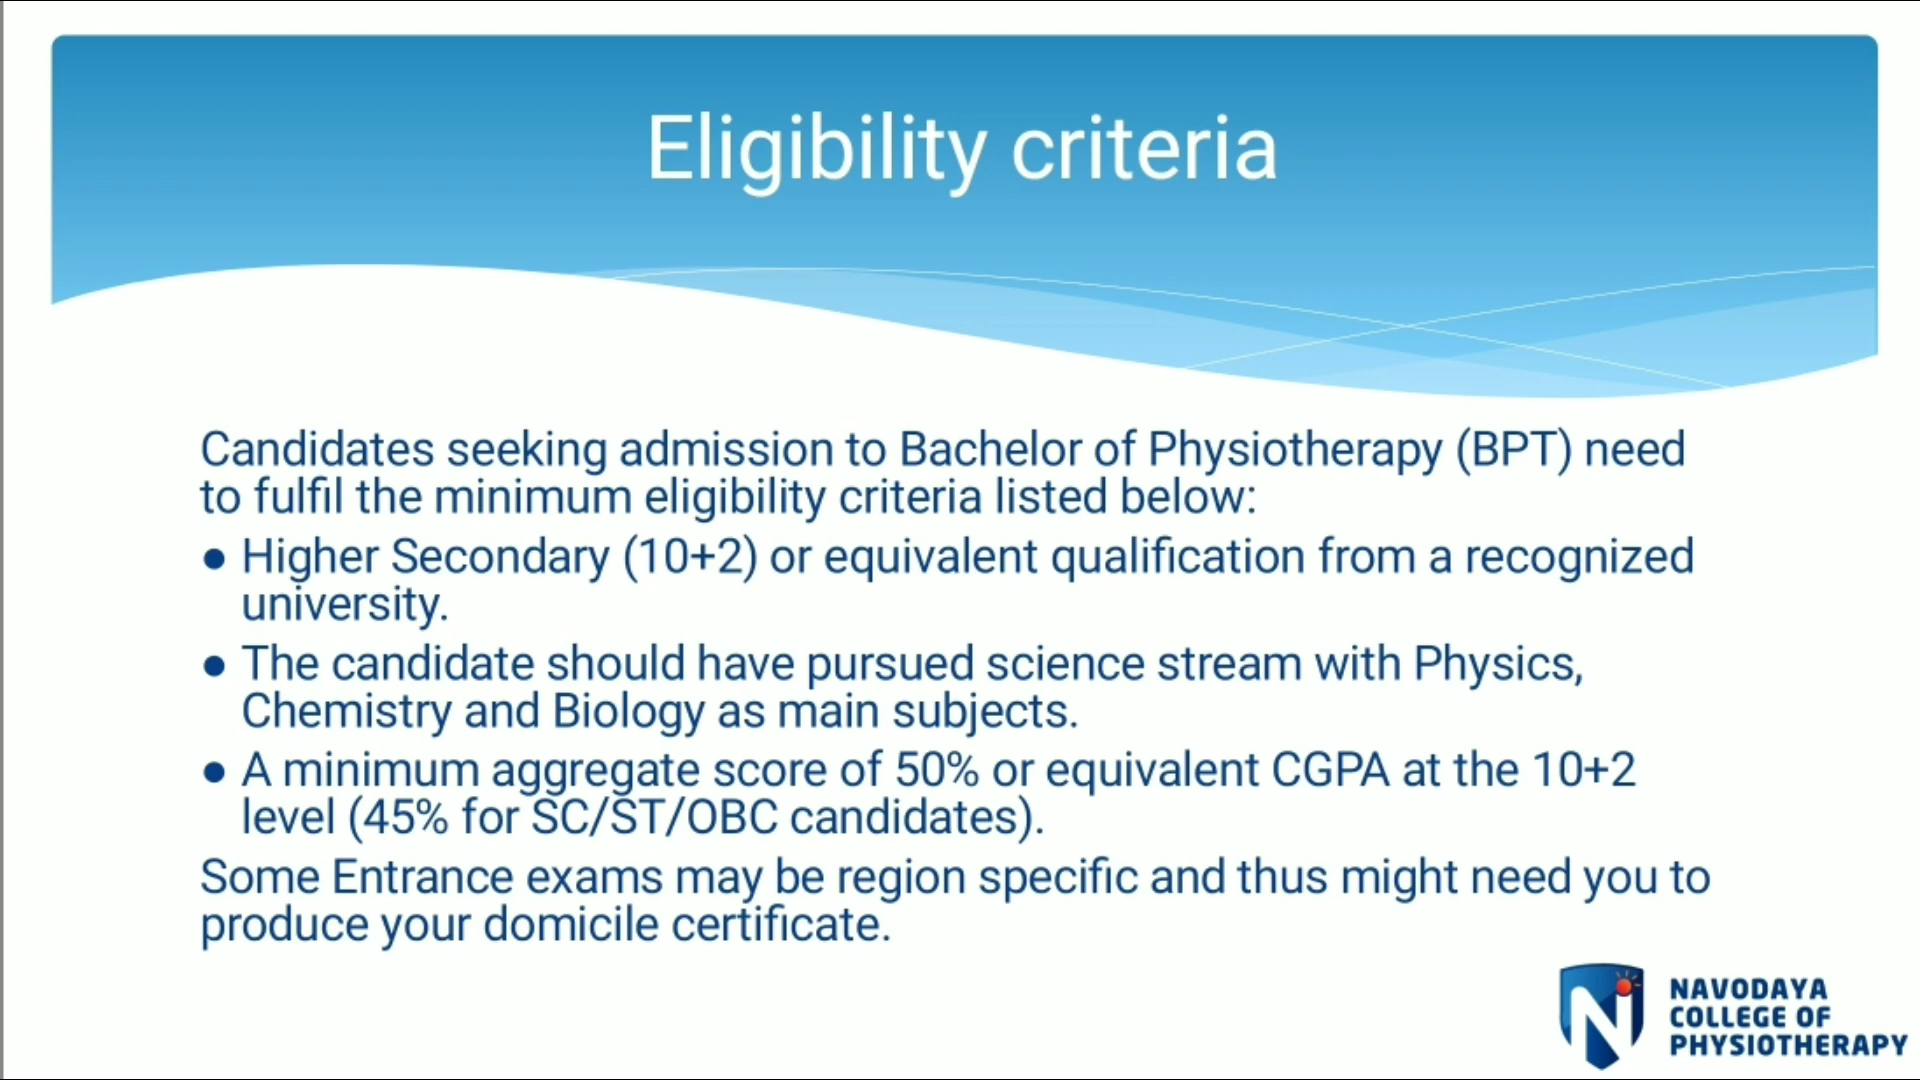 Eligibility criteria
Candidates seeking admission to Bachelor of Physiotherapy (BPT) need
to fulfil the minimum eligibility criteria listed below:
● Higher Secondary (10+2) or equivalent qualification from a recognized
university.
● The candidate should have pursued science stream with Physics,
Chemistry and Biology as main subjects.
● A minimum aggregate score of 50% or equivalent CGPA at the 10+2
level (45% for SC/ST/OBC candidates).
Some Entrance exams may be region specific and thus might need you to
produce your domicile certificate.
N
NAVODAYA
COLLEGE OF
PHYSIOTHERAPY